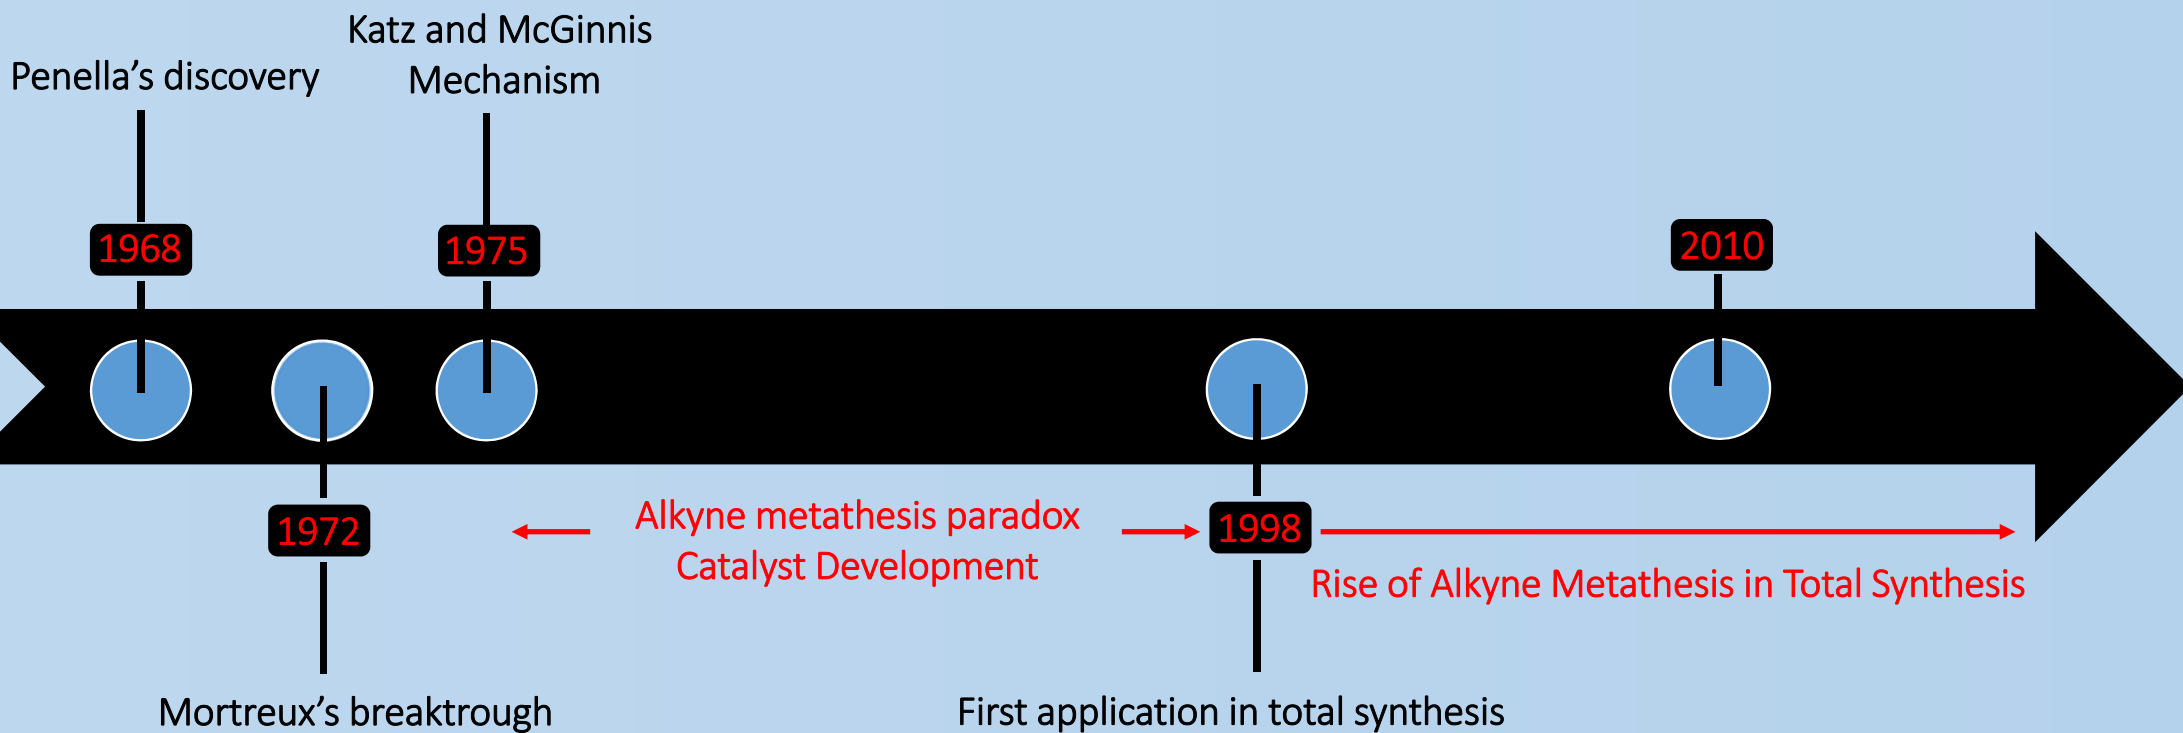 Katz and McGinnis
Mechanism
Penella’s discovery
1968
1975
2010
1972
Alkyne metathesis paradox
Catalyst Development
1998
Rise of Alkyne Metathesis in Total Synthesis
Mortreux’s breaktrough
First application in total synthesis